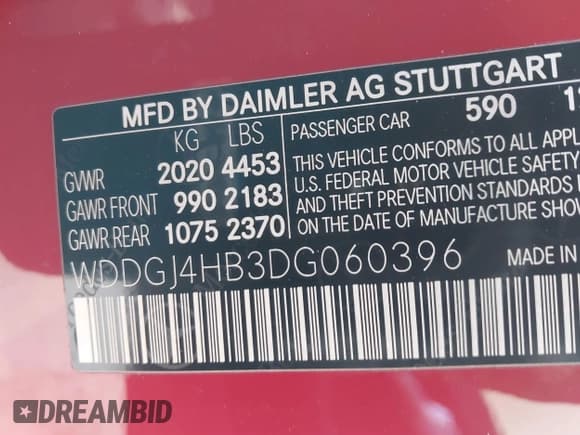 MFD BY DAIMLER AG STUTTGART
KG LBS
GVWR 2020 4453
GAWR FRONT 990 2183
GAWR REAR 1075 2370
PASSENGER CAR 590
THIS VEHICLE CONFORMS TO ALL
U.S. FEDERAL MOTOR VEHICLE SAFETY
AND THEFT PREVENTION STANDARDS
ON THE DATE OF MANUFACTURE
WDDGJ4HB3DG060396
MADE IN
DREAMBID